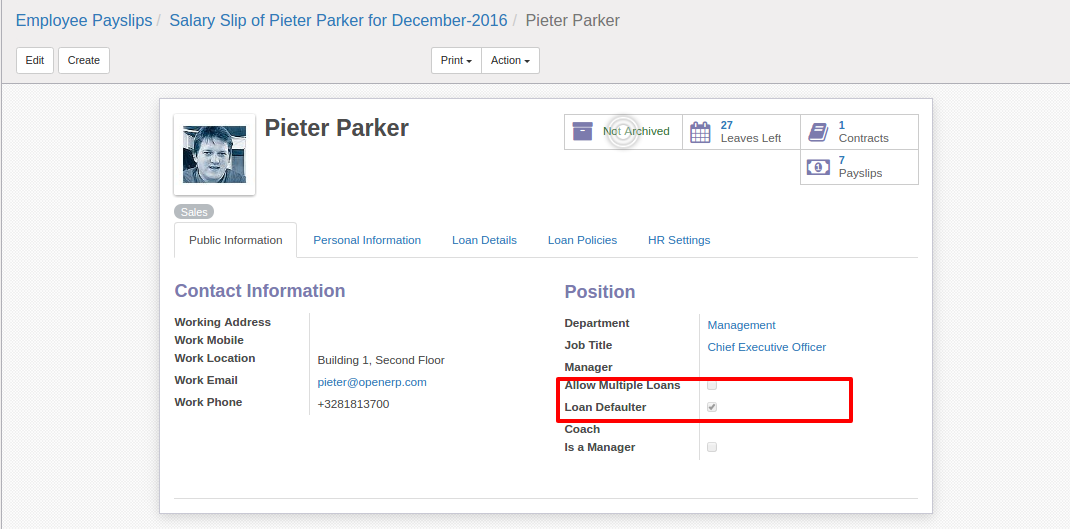 Employee Payslips / Salary Slip of Pieter Parker for December-2016 / Pieter Parker
Edit Create Print Action
Pieter Parker
Not Archived
27
Leaves Left
1
Contracts
7
Payslips
Sales
Public Information Personal Information Loan Details Loan Policies HR Settings
Contact Information
Working Address
Work Mobile
Work Location Building 1, Second Floor
Work Email pieter@openerp.com
Work Phone +3281813700
Position
Department Management
Job Title Chief Executive Officer
Manager
Allow Multiple Loans
Loan Defaulter
Coach
Is a Manager